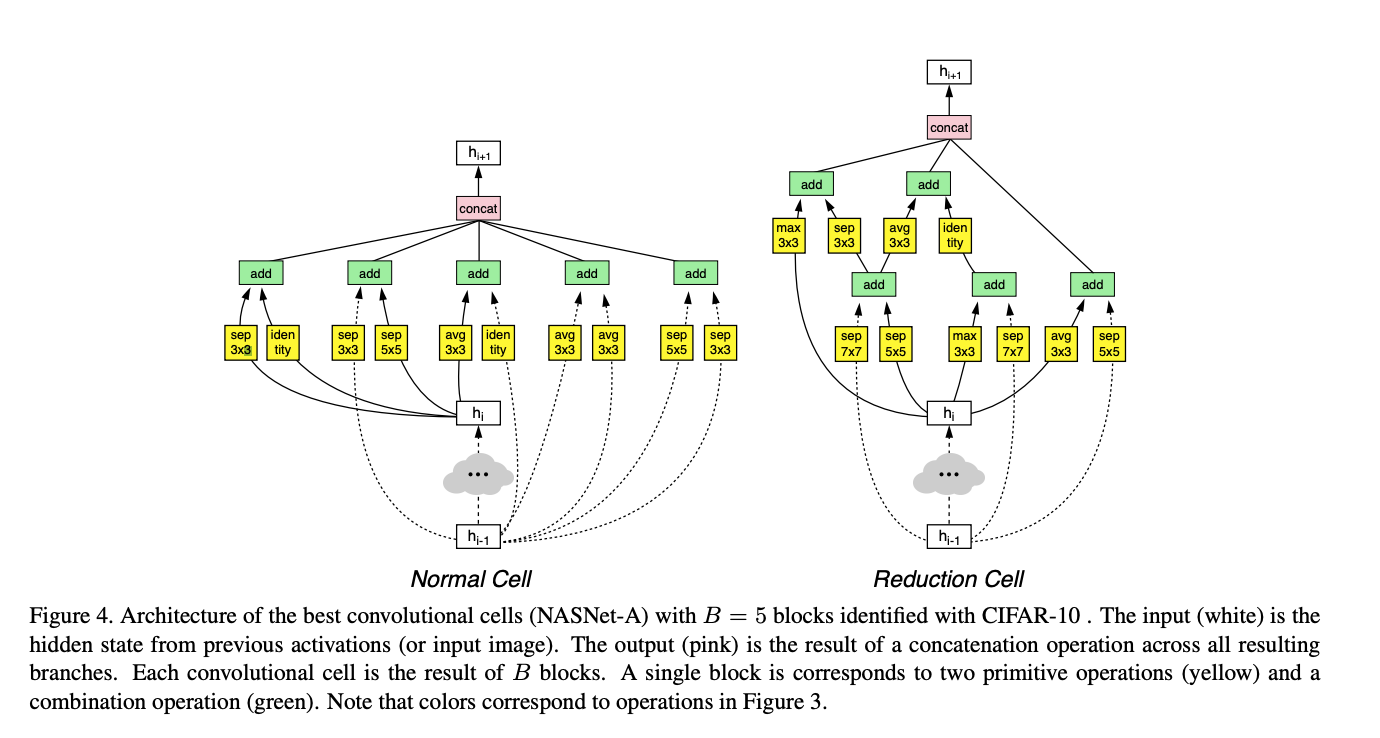 h_{i+1}
concat
add
add
add
add
add
sep
3x3
iden
tity
sep
3x3
sep
5x5
avg
3x3
iden
tity
avg
3x3
avg
3x3
sep
5x5
sep
3x3
h_i
...
h_{i-1}
Normal Cell
h_{i+1}
concat
add
add
max
3x3
sep
3x3
avg
3x3
iden
tity
add
add
add
sep
7x7
sep
5x5
max
3x3
sep
7x7
avg
3x3
sep
5x5
h_i
...
h_{i-1}
Reduction Cell
Figure 4. Architecture of the best convolutional cells (NASNet-A) with B = 5 blocks identified with CIFAR-10 . The input (white) is the
hidden state from previous activations (or input image). The output (pink) is the result of a concatenation operation across all resulting
branches. Each convolutional cell is the result of B blocks. A single block is corresponds to two primitive operations (yellow) and a
combination operation (green). Note that colors correspond to operations in Figure 3.